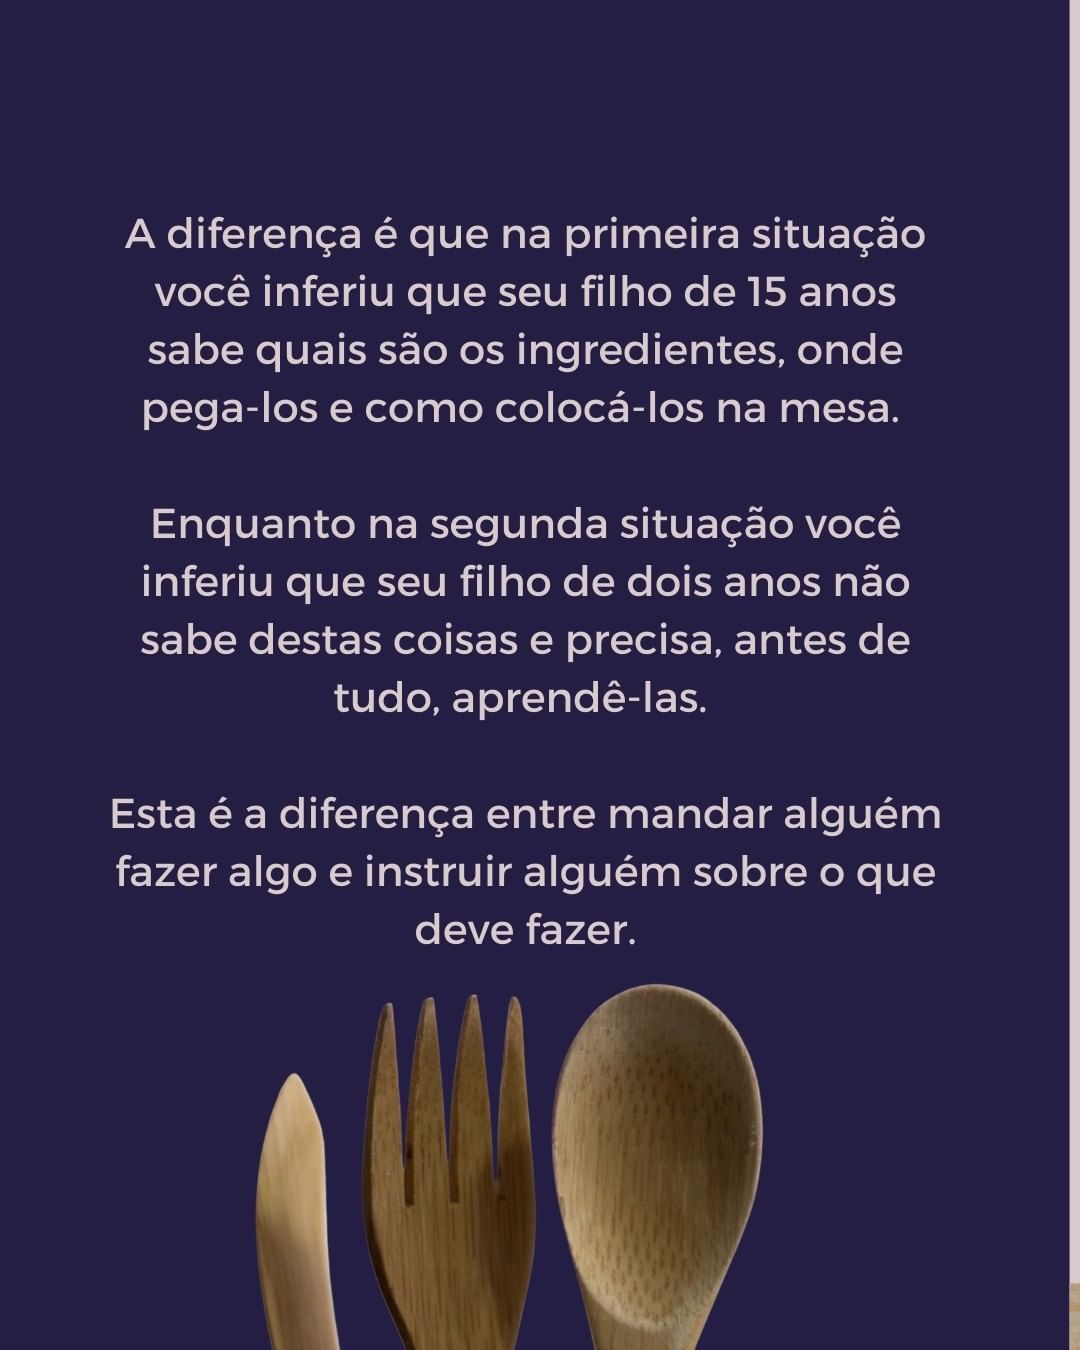 A diferença é que na primeira situação
você inferiu que seu filho de 15 anos
sabe quais são os ingredientes, onde
pega-los e como colocá-los na mesa.
Enquanto na segunda situação você
inferiu que seu filho de dois anos não
sabe destas coisas e precisa, antes de
tudo, aprendê-las.
Esta é a diferença entre mandar alguém
fazer algo e instruir alguém sobre o que
deve fazer.